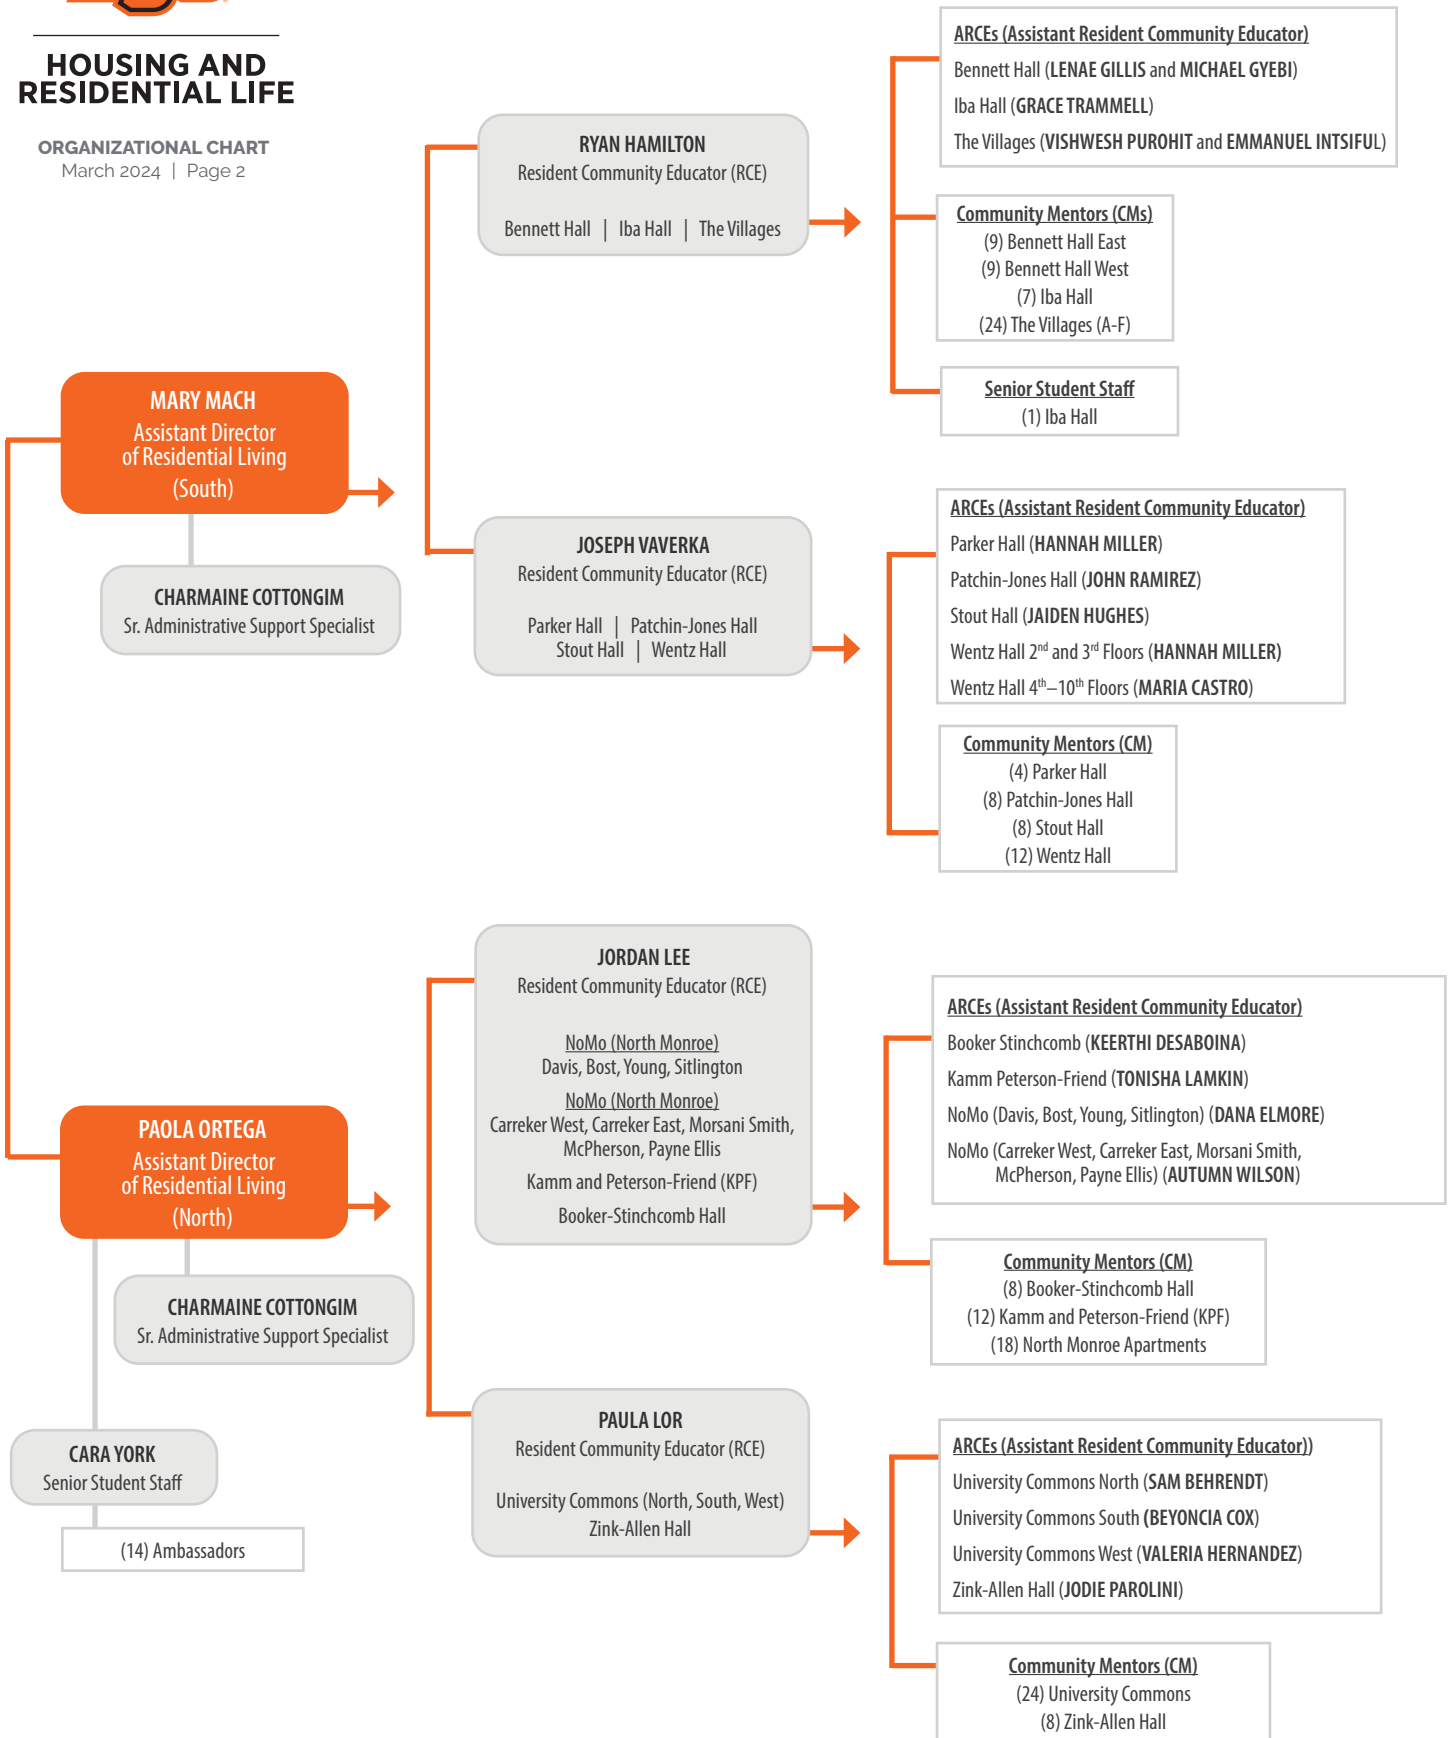 HOUSING AND
RESIDENTIAL LIFE
ORGANIZATIONAL CHART
March 2024 | Page 2
MARY MACH
Assistant Director
of Residential Living
(South)
CHARMAINE COTTONGIM
Sr. Administrative Support Specialist
RYAN HAMILTON
Resident Community Educator (RCE)
Bennett Hall | Iba Hall | The Villages
ARCEs (Assistant Resident Community Educator)
Bennett Hall (LENAE GILLIS and MICHAEL GYEBI)
Iba Hall (GRACE TRAMMELL)
The Villages (VISHWESH PUROHIT and EMMANUEL INTSIFUL)
Community Mentors (CMs)
(9) Bennett Hall East
(9) Bennett Hall West
(7) Iba Hall
(24) The Villages (A-F)
Senior Student Staff
(1) Iba Hall
JOSEPH VAVERKA
Resident Community Educator (RCE)
Parker Hall | Patchin-Jones Hall
Stout Hall | Wentz Hall
ARCEs (Assistant Resident Community Educator)
Parker Hall (HANNAH MILLER)
Patchin-Jones Hall (JOHN RAMIREZ)
Stout Hall (JAIDEN HUGHES)
Wentz Hall 2nd and 3rd Floors (HANNAH MILLER)
Wentz Hall 4th–10th Floors (MARIA CASTRO)
Community Mentors (CM)
(4) Parker Hall
(8) Patchin-Jones Hall
(8) Stout Hall
(12) Wentz Hall
PAOLA ORTEGA
Assistant Director
of Residential Living
(North)
CHARMAINE COTTONGIM
Sr. Administrative Support Specialist
CARA YORK
Senior Student Staff
(14) Ambassadors
JORDAN LEE
Resident Community Educator (RCE)
NoMo (North Monroe)
Davis, Bost, Young, Sitlington
NoMo (North Monroe)
Carreker West, Carreker East, Morsani Smith,
McPherson, Payne Ellis
Kamm and Peterson-Friend (KPF)
Booker-Stinchcomb Hall
ARCEs (Assistant Resident Community Educator)
Booker Stinchcomb (KEERTHI DESABOINA)
Kamm Peterson-Friend (TONISHA LAMKIN)
NoMo (Davis, Bost, Young, Sitlington) (DANA ELMORE)
NoMo (Carreker West, Carreker East, Morsani Smith,
McPherson, Payne Ellis) (AUTUMN WILSON)
Community Mentors (CM)
(8) Booker-Stinchcomb Hall
(12) Kamm and Peterson-Friend (KPF)
(18) North Monroe Apartments
PAULA LOR
Resident Community Educator (RCE)
University Commons (North, South, West)
Zink-Allen Hall
ARCEs (Assistant Resident Community Educator))
University Commons North (SAM BEHRENDT)
University Commons South (BEYONCIA COX)
University Commons West (VALERIA HERNANDEZ)
Zink-Allen Hall (JODIE PAROLINI)
Community Mentors (CM)
(24) University Commons
(8) Zink-Allen Hall